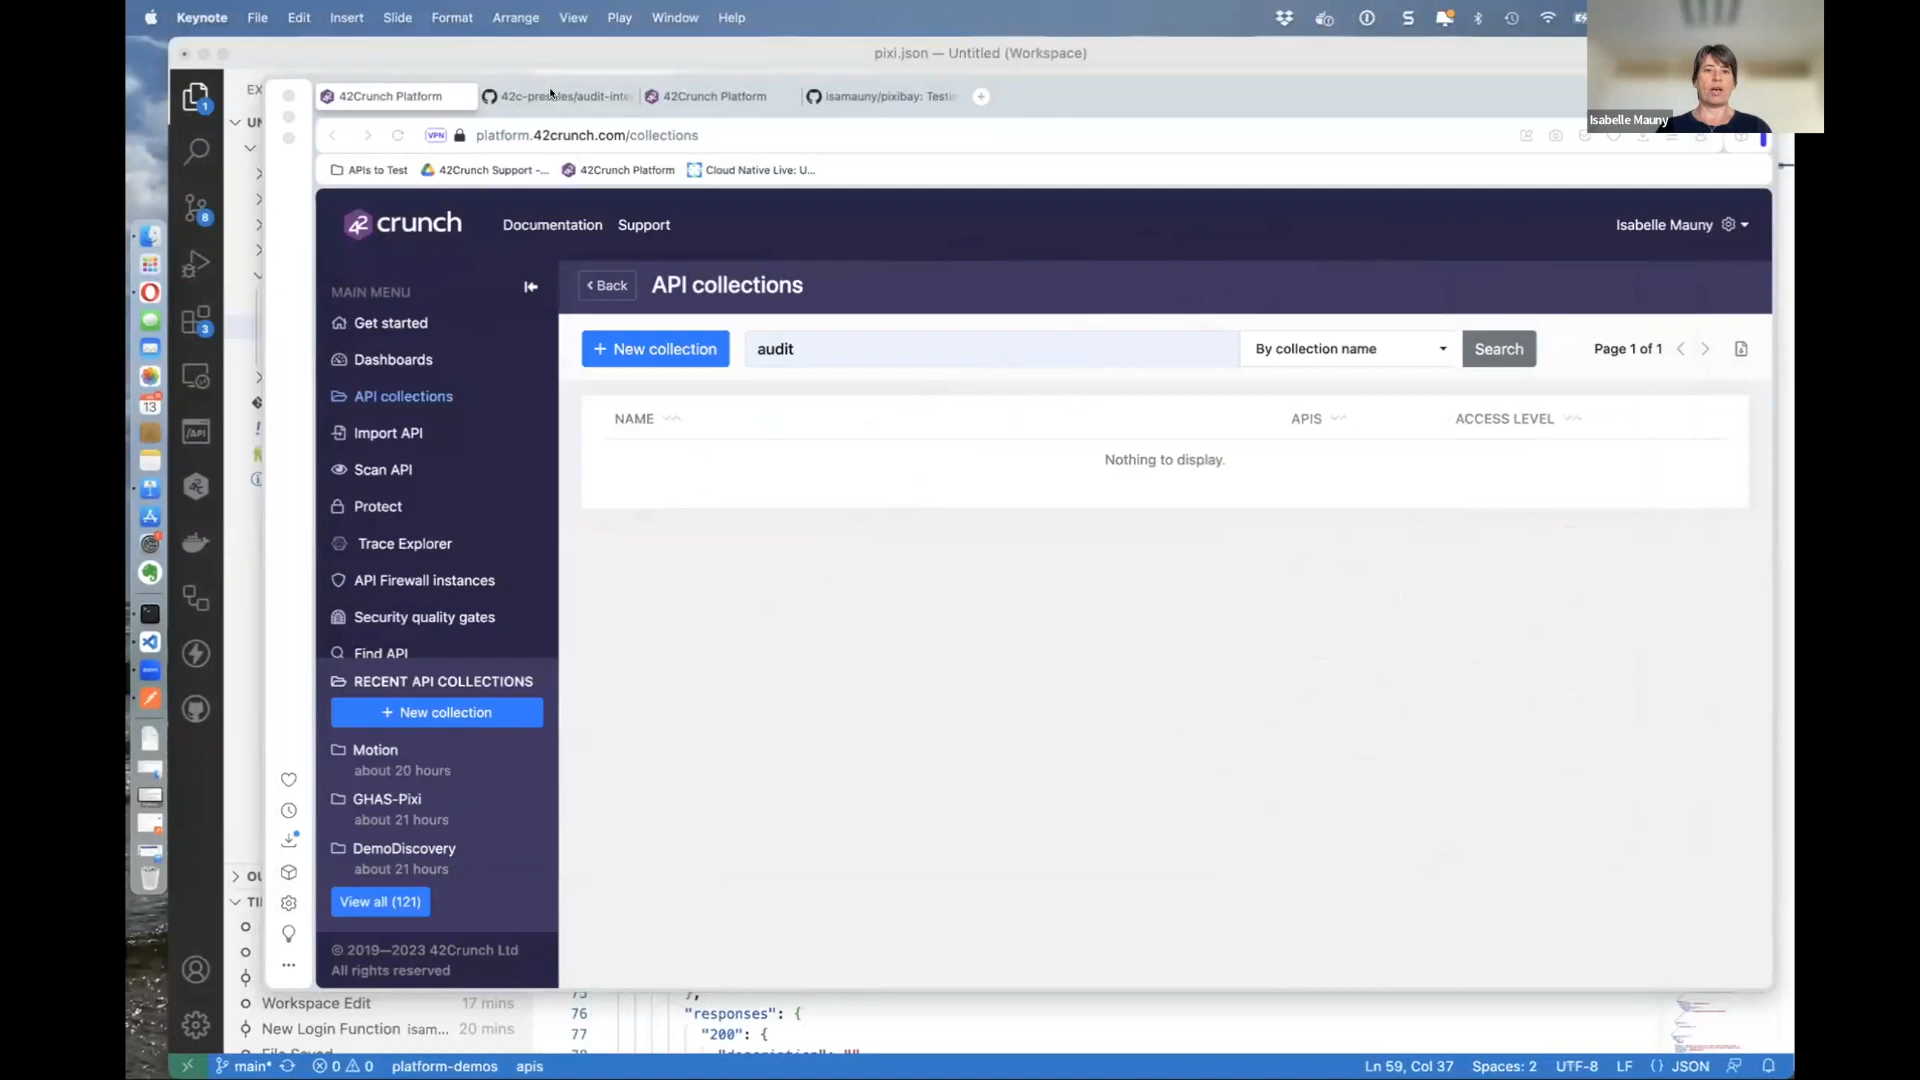 Keynote File Edit Insert Slide Format Arrange View Play Window Help
pixi.json — Untitled (Workspace)
42Crunch Platform
42Crunch Platform
isamauny/pixibay: Testin
Isabelle Mauny
VPN platform.42crunch.com/collections
APIs to Test 42Crunch Support -... 42Crunch Platform Cloud Native Live: U...
42 crunch Documentation Support Isabelle Mauny
MAIN MENU
Get started
Dashboards
API collections
Import API
Scan API
Protect
Trace Explorer
API Firewall instances
Security quality gates
Find API
RECENT API COLLECTIONS
+ New collection
Motion
about 20 hours
GHAS-Pixi
about 21 hours
DemoDiscovery
about 21 hours
View all (121)
© 2019—2023 42Crunch Ltd
All rights reserved
Back API collections
+ New collection audit By collection name Search Page 1 of 1
NAME APIS ACCESS LEVEL
Nothing to display.
Workspace Edit 17 mins
New Login Function isam... 20 mins
76 "responses": {
77 "200": {
main* 0 0 platform-demos apis Ln 59, Col 37 Spaces: 2 UTF-8 LF {} JSON